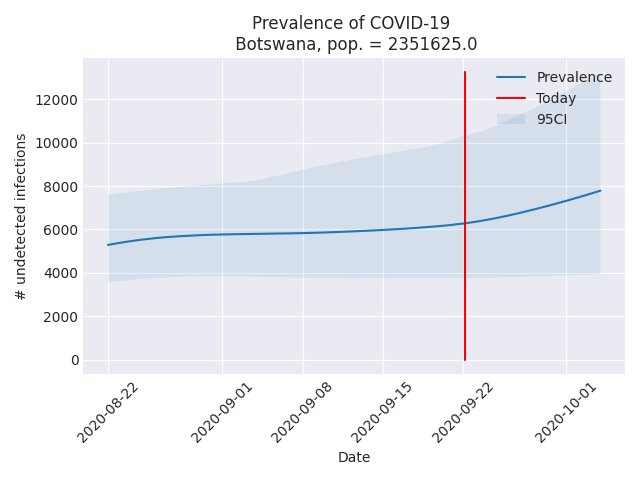 Prevalence of COVID-19
Botswana, pop. = 2351625.0
Prevalence
Today
95CI
# undetected infections
12000
10000
8000
6000
4000
2000
0
2020-08-22
2020-09-01
2020-09-08
2020-09-15
2020-09-22
2020-10-01
Date